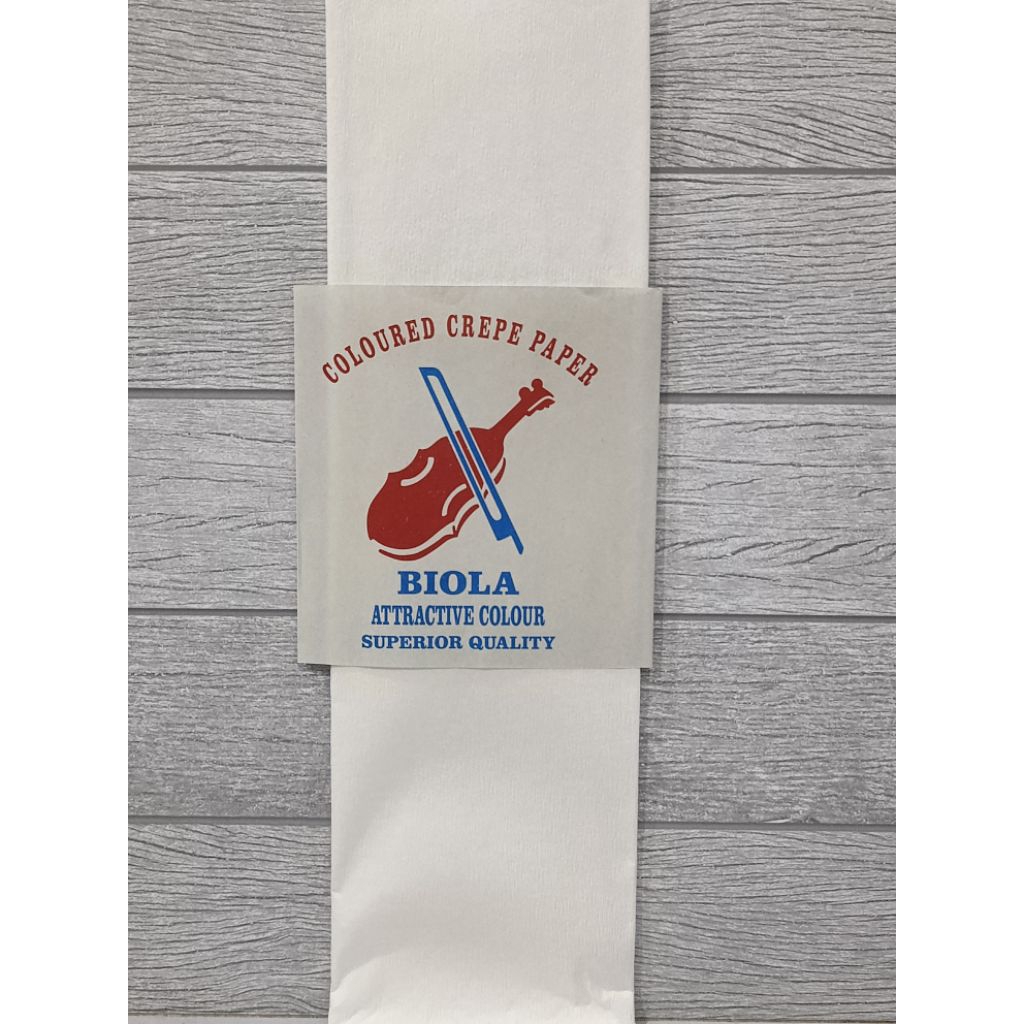 COLOURED CREPE PAPER
BIOLA
ATTRACTIVE COLOUR
SUPERIOR QUALITY